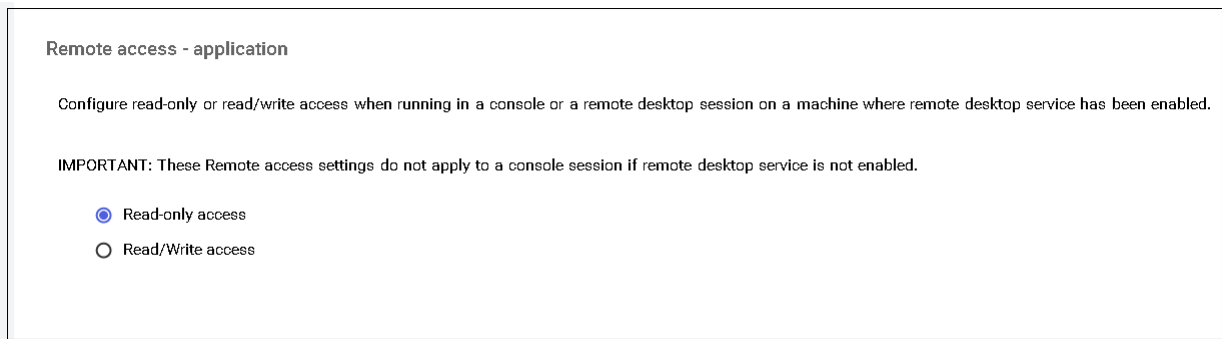 Remote access - application
Configure read-only or read/write access when running in a console or a remote desktop session on a machine where remote desktop service has been enabled.
IMPORTANT: These Remote access settings do not apply to a console session if remote desktop service is not enabled.
Read-only access
Read/Write access